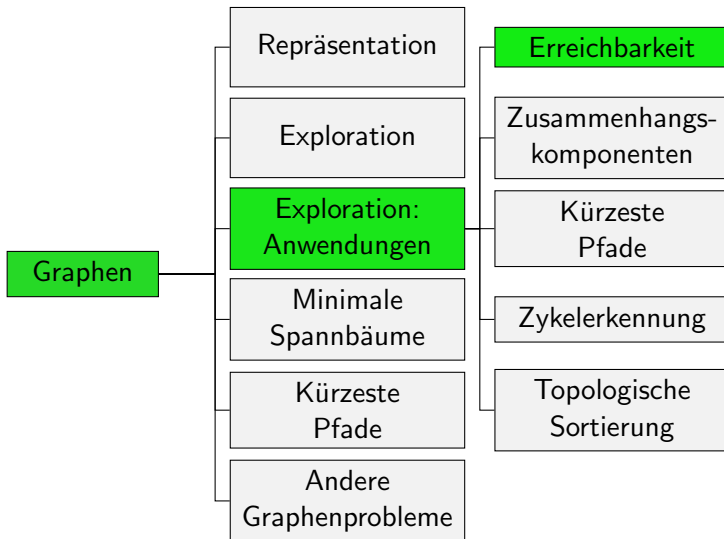 Graphen
Repräsentation
Exploration
Exploration:
Anwendungen
Minimale
Spannbäume
Kürzeste
Pfade
Andere
Graphenprobleme
Erreichbarkeit
Zusammenhangs-
komponenten
Kürzeste
Pfade
Zykelerkennung
Topologische
Sortierung